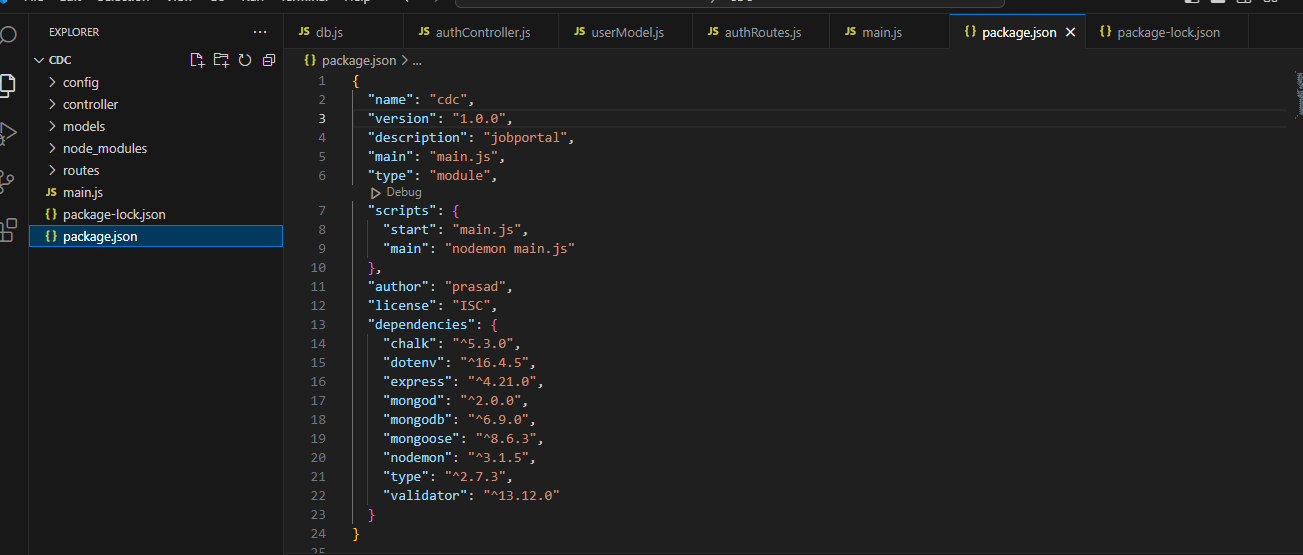 EXPLORER ...
CDC
config
controller
models
node_modules
routes
JS main.js
{} package-lock.json
{} package.json
JS db.js
JS authController.js
JS userModel.js
JS authRoutes.js
JS main.js
{} package.json ×
{} package-lock.json
{} package.json > ...
1 {
2 "name": "cdc",
3 "version": "1.0.0",
4 "description": "jobportal",
5 "main": "main.js",
6 "type": "module",
Debug
7 "scripts": {
8 "start": "main.js",
9 "main": "nodemon main.js"
10 },
11 "author": "prasad",
12 "license": "ISC",
13 "dependencies": {
14 "chalk": "^5.3.0",
15 "dotenv": "^16.4.5",
16 "express": "^4.21.0",
17 "mongod": "^2.0.0",
18 "mongodb": "^6.9.0",
19 "mongoose": "^8.6.3",
20 "nodemon": "^3.1.5",
21 "type": "^2.7.3",
22 "validator": "^13.12.0"
23 }
24 }